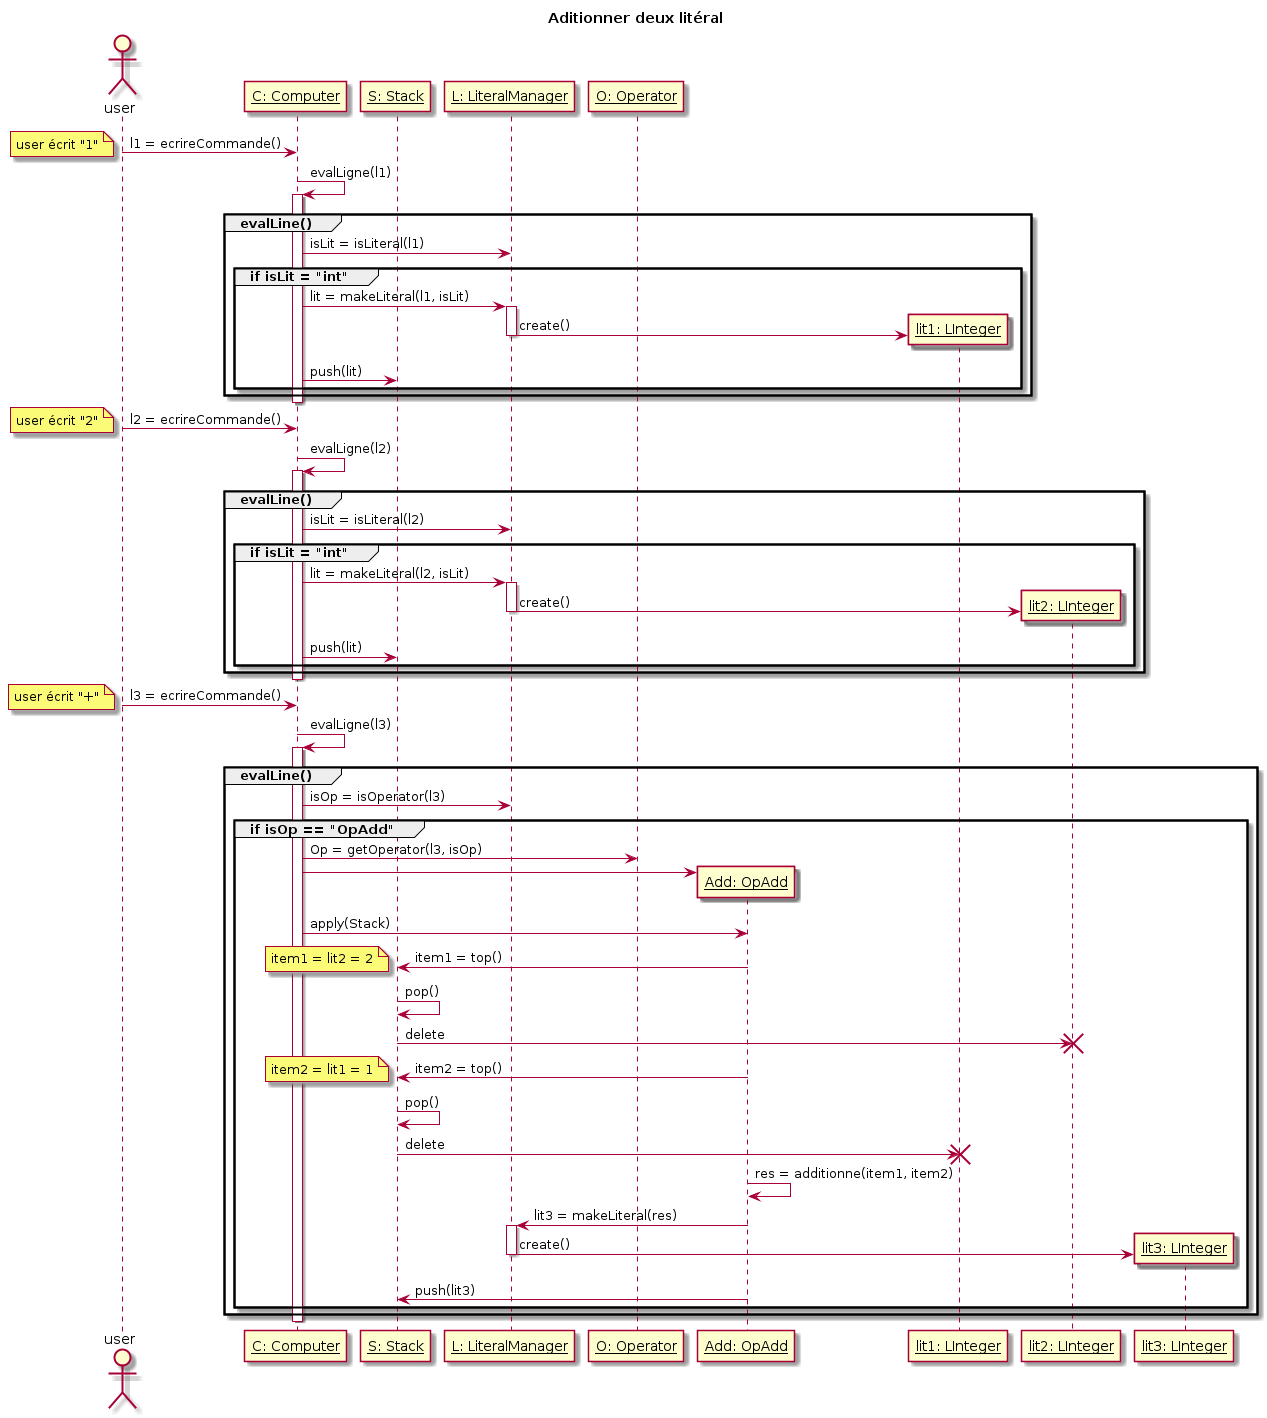 Aditionner deux litéral
user
C: Computer
S: Stack
L: LiteralManager
O: Operator
user écrit "1"
l1 = ecrireCommande()
evalLigne(l1)
evalLine()
isLit = isLiteral(l1)
if isLit = "int"
lit = makeLiteral(l1, isLit)
create()
lit1: LInteger
push(lit)
user écrit "2"
l2 = ecrireCommande()
evalLigne(l2)
evalLine()
isLit = isLiteral(l2)
if isLit = "int"
lit = makeLiteral(l2, isLit)
create()
lit2: LInteger
push(lit)
user écrit "+"
l3 = ecrireCommande()
evalLigne(l3)
evalLine()
isOp = isOperator(l3)
if isOp == "OpAdd"
Op = getOperator(l3, isOp)
Add: OpAdd
apply(Stack)
item1 = lit2 = 2
item1 = top()
pop()
delete
item2 = lit1 = 1
item2 = top()
pop()
delete
res = additionne(item1, item2)
lit3 = makeLiteral(res)
create()
lit3: LInteger
push(lit3)
user
C: Computer
S: Stack
L: LiteralManager
O: Operator
Add: OpAdd
lit1: LInteger
lit2: LInteger
lit3: LInteger